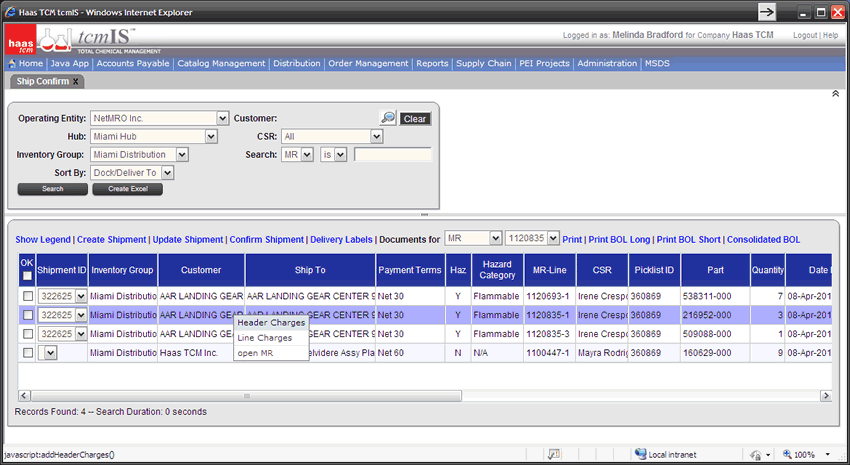 Haas TCM tcmIS - Windows Internet Explorer
haas tcm tcmIS™ TOTAL CHEMICAL MANAGEMENT
Logged in as: Melinda Bradford for Company Haas TCM Logout | Help
Home | Java App | Accounts Payable | Catalog Management | Distribution | Order Management | Reports | Supply Chain | PEI Projects | Administration | MSDS
Ship Confirm X
Operating Entity: NetMRO Inc. Customer: Clear
Hub: Miami Hub CSR: All
Inventory Group: Miami Distribution Search: MR is
Sort By: Dock/Deliver To
Search Create Excel
Show Legend | Create Shipment | Update Shipment | Confirm Shipment | Delivery Labels | Documents for MR 1120835 Print | Print BOL Long | Print BOL Short | Consolidated BOL
OK Shipment ID Inventory Group Customer Ship To Payment Terms Haz Hazard Category MR-Line CSR Picklist ID Part Quantity Date
322625 Miami Distributio AAR LANDING GEAR AAR LANDING GEAR CENTER 9 Net 30 Y Flammable 1120693-1 Irene Crespo 360869 538311-000 7 08-Apr-201
322625 Miami Distributio AAR LANDING GEAR AAR LANDING GEAR CENTER 9 Net 30 Y Flammable 1120835-1 Irene Crespo 360869 216952-000 3 08-Apr-201
322625 Miami Distributio AAR LANDING GEAR CENTER 9 Net 30 Y Flammable 1120835-3 Irene Crespo 360869 509088-000 1 08-Apr-201
Miami Distributio Haas TCM Inc. elvidere Assy Pla Net 60 N N/A 1100447-1 Mayra Rodrig 360869 160629-000 9 08-Apr-201
Header Charges
Line Charges
open MR
Records Found: 4 -- Search Duration: 0 seconds
javascript:addHeaderCharges() Local intranet 100%